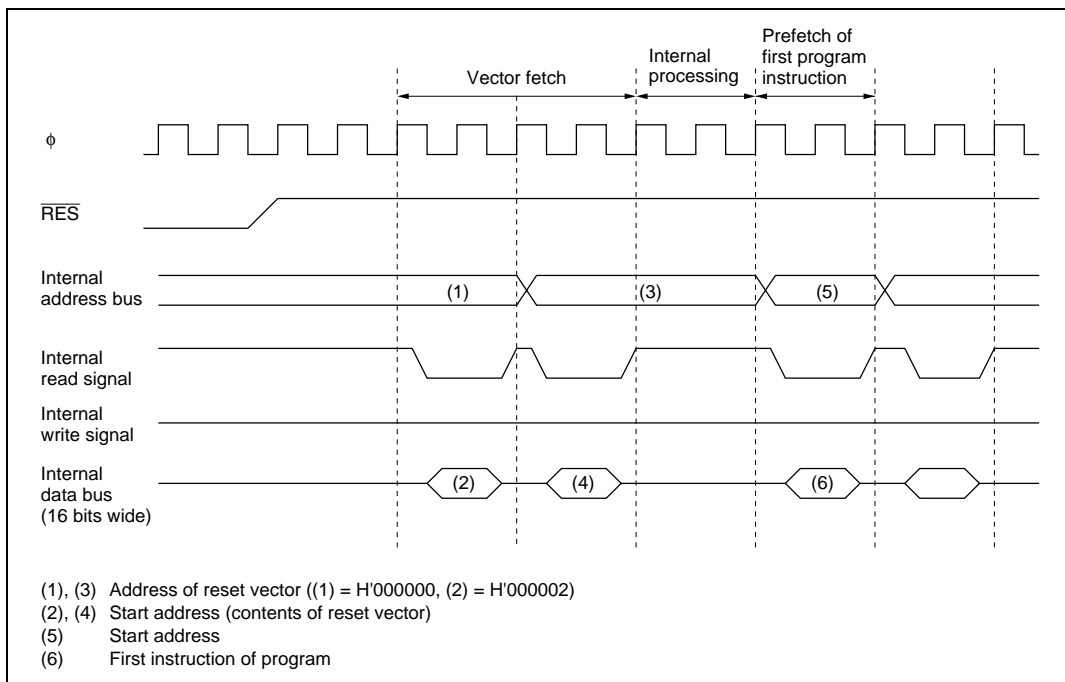 Prefetch of
first program
instruction
Internal
processing
Vector fetch
ϕ
RES
Internal
address bus
(1)
(3)
(5)
Internal
read signal
Internal
write signal
Internal
data bus
(16 bits wide)
(2)
(4)
(6)
(1), (3) Address of reset vector ((1) = H'000000, (2) = H'000002)
(2), (4) Start address (contents of reset vector)
(5) Start address
(6) First instruction of program